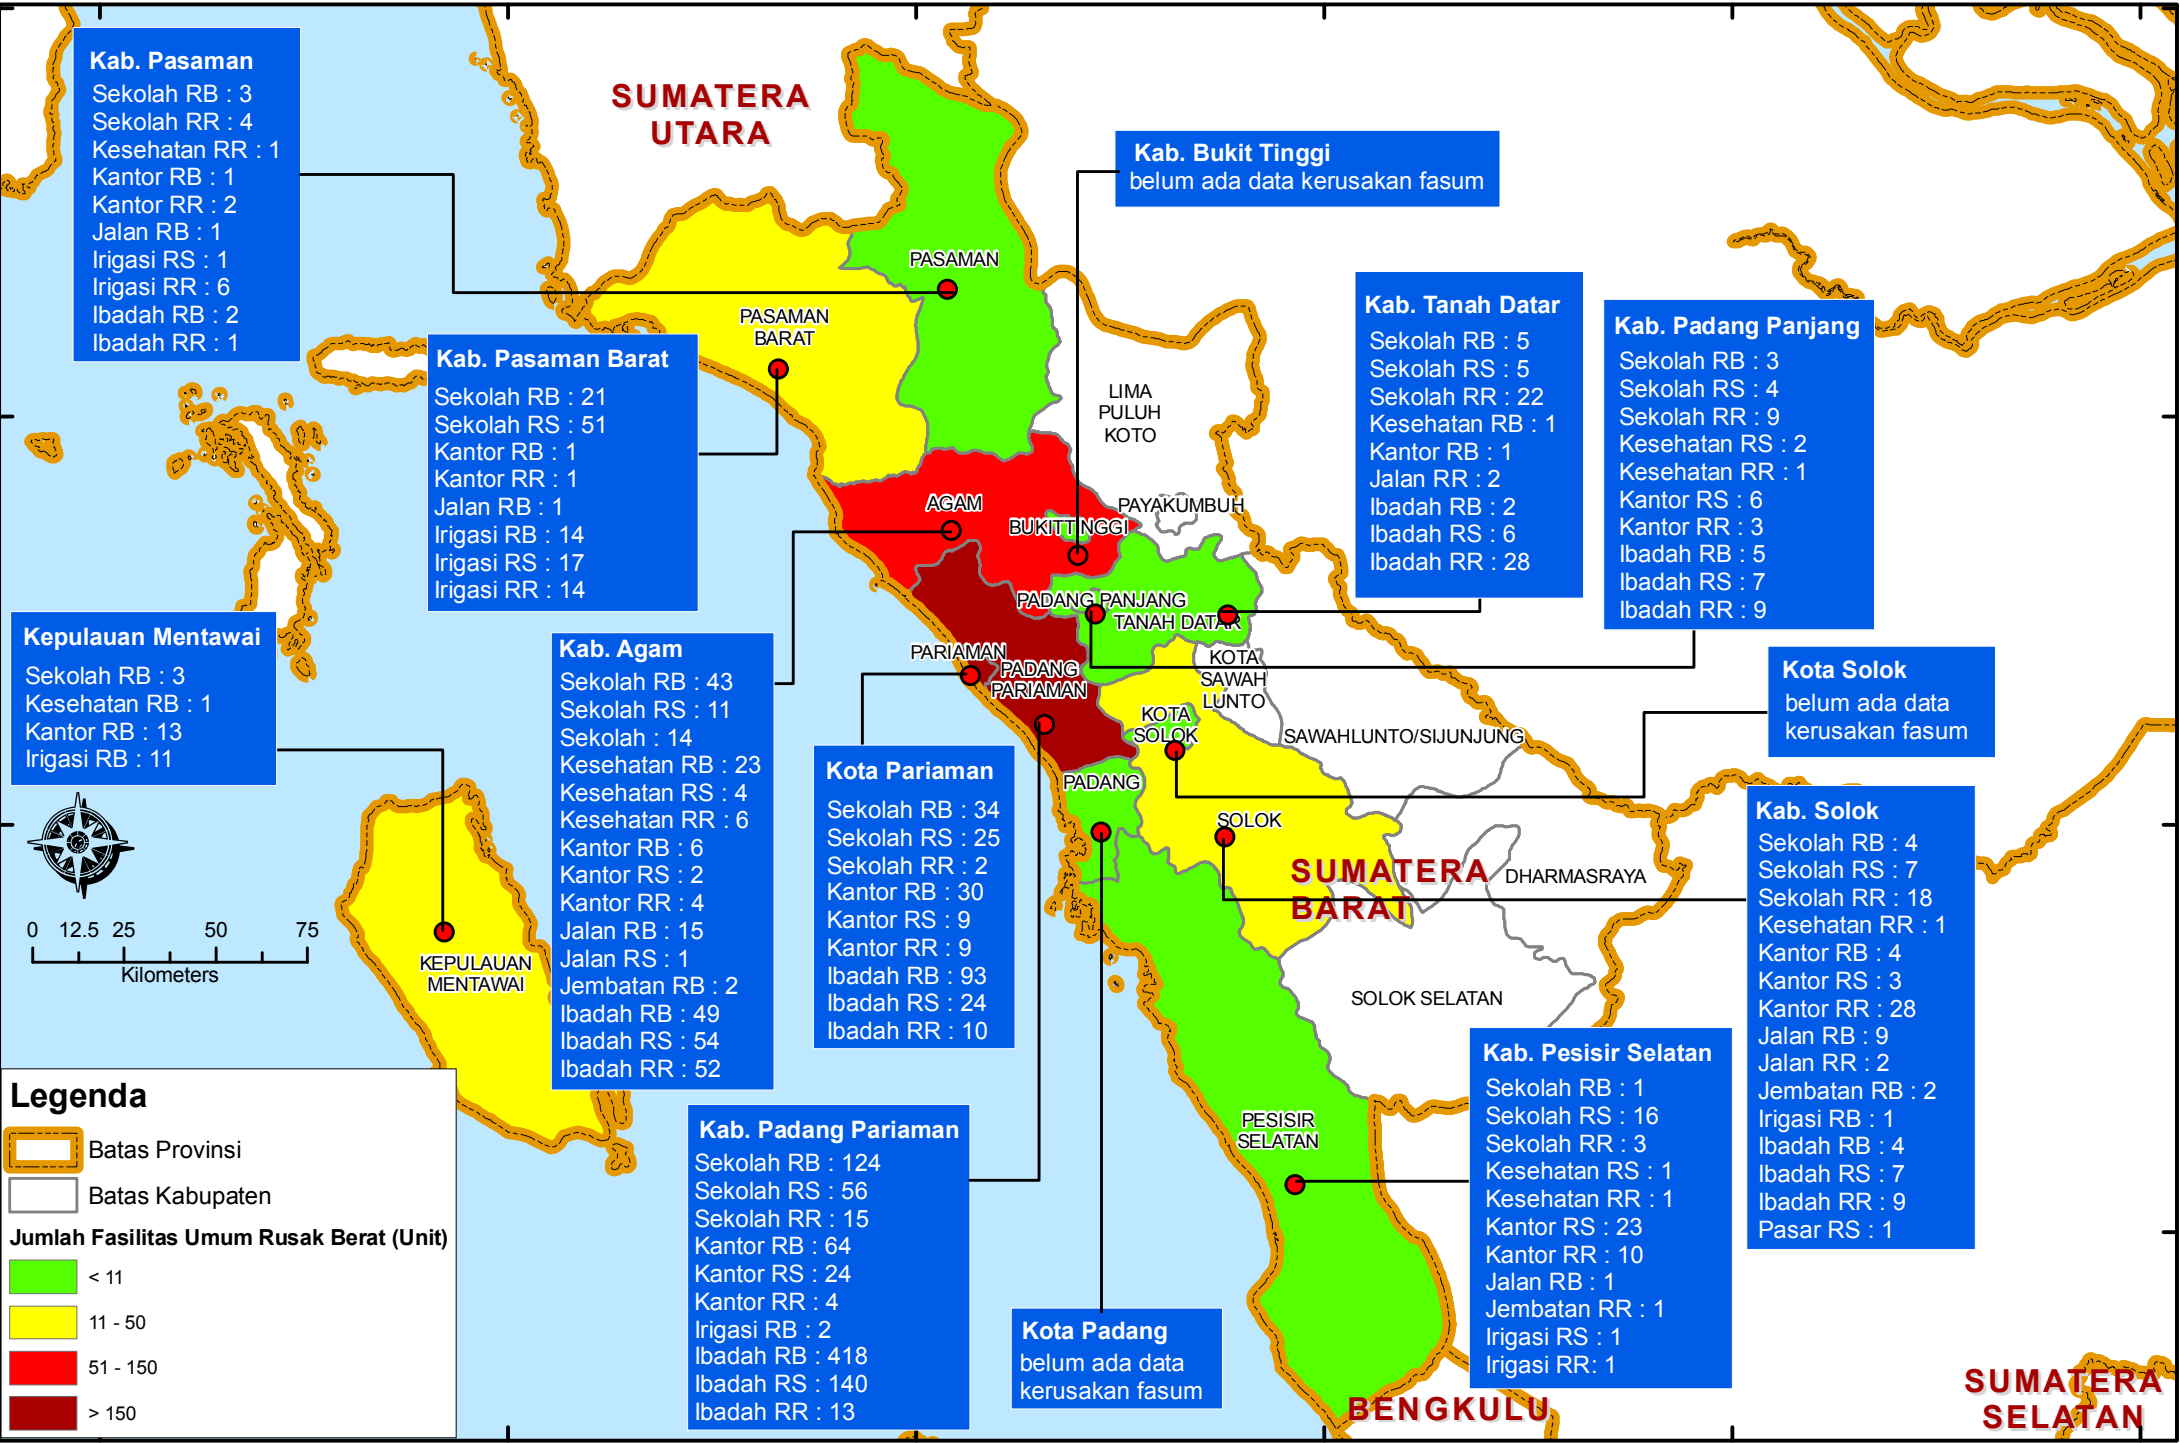 Kab. Pasaman
Sekolah RB : 3
Sekolah RR : 4
Kesehatan RR : 1
Kantor RB : 1
Kantor RR : 2
Jalan RB : 1
Irigasi RS : 1
Irigasi RR : 6
Ibadah RB : 2
Ibadah RR : 1
SUMATERA
UTARA
Kab. Bukit Tinggi
belum ada data kerusakan fasum
PASAMAN
PASAMAN
BARAT
Kab. Pasaman Barat
Sekolah RB : 21
Sekolah RS : 51
Kantor RB : 1
Kantor RR : 1
Jalan RB : 1
Irigasi RB : 14
Irigasi RS : 17
Irigasi RR : 14
LIMA
PULUH
KOTO
Kab. Tanah Datar
Sekolah RB : 5
Sekolah RS : 5
Sekolah RR : 22
Kesehatan RB : 1
Kantor RB : 1
Jalan RR : 2
Ibadah RB : 2
Ibadah RS : 6
Ibadah RR : 28
Kab. Padang Panjang
Sekolah RB : 3
Sekolah RS : 4
Sekolah RR : 9
Kesehatan RS : 2
Kesehatan RR : 1
Kantor RS : 6
Kantor RR : 3
Ibadah RB : 5
Ibadah RS : 7
Ibadah RR : 9
AGAM
BUKITTINGGI
PAYAKUMBUH
PADANG PANJANG
TANAH DATAR
PARIAMAN
PADANG
PARIAMAN
KOTA
SAWAH
LUNTO
KOTA
SOLOK
SAWAHLUNTO/SIJUNJUNG
PADANG
SOLOK
SUMATERA
BARAT
DHARMASRAYA
SOLOK SELATAN
PESISIR
SELATAN
Kepulauan Mentawai
Sekolah RB : 3
Kesehatan RB : 1
Kantor RB : 13
Irigasi RB : 11
Kab. Agam
Sekolah RB : 43
Sekolah RS : 11
Sekolah : 14
Kesehatan RB : 23
Kesehatan RS : 4
Kesehatan RR : 6
Kantor RB : 6
Kantor RS : 2
Kantor RR : 4
Jalan RB : 15
Jalan RS : 1
Jembatan RB : 2
Ibadah RB : 49
Ibadah RS : 54
Ibadah RR : 52
Kota Pariaman
Sekolah RB : 34
Sekolah RS : 25
Sekolah RR : 2
Kantor RB : 30
Kantor RS : 9
Kantor RR : 9
Ibadah RB : 93
Ibadah RS : 24
Ibadah RR : 10
Kota Solok
belum ada data
kerusakan fasum
Kab. Solok
Sekolah RB : 4
Sekolah RS : 7
Sekolah RR : 18
Kesehatan RR : 1
Kantor RB : 4
Kantor RS : 3
Kantor RR : 28
Jalan RB : 9
Jalan RR : 2
Jembatan RB : 2
Irigasi RB : 1
Ibadah RB : 4
Ibadah RS : 7
Ibadah RR : 9
Pasar RS : 1
0 12.5 25 50 75
Kilometers
KEPULAUAN
MENTAWAI
Kab. Padang Pariaman
Sekolah RB : 124
Sekolah RS : 56
Sekolah RR : 15
Kantor RB : 64
Kantor RS : 24
Kantor RR : 4
Irigasi RB : 2
Ibadah RB : 418
Ibadah RS : 140
Ibadah RR : 13
Kota Padang
belum ada data
kerusakan fasum
Kab. Pesisir Selatan
Sekolah RB : 1
Sekolah RS : 16
Sekolah RR : 3
Kesehatan RS : 1
Kesehatan RR : 1
Kantor RS : 23
Kantor RR : 10
Jalan RB : 1
Jembatan RR : 1
Irigasi RS : 1
Irigasi RR: 1
Legenda
Batas Provinsi
Batas Kabupaten
Jumlah Fasilitas Umum Rusak Berat (Unit)
< 11
11 - 50
51 - 150
> 150
BENGKULU
SUMATERA
SELATAN